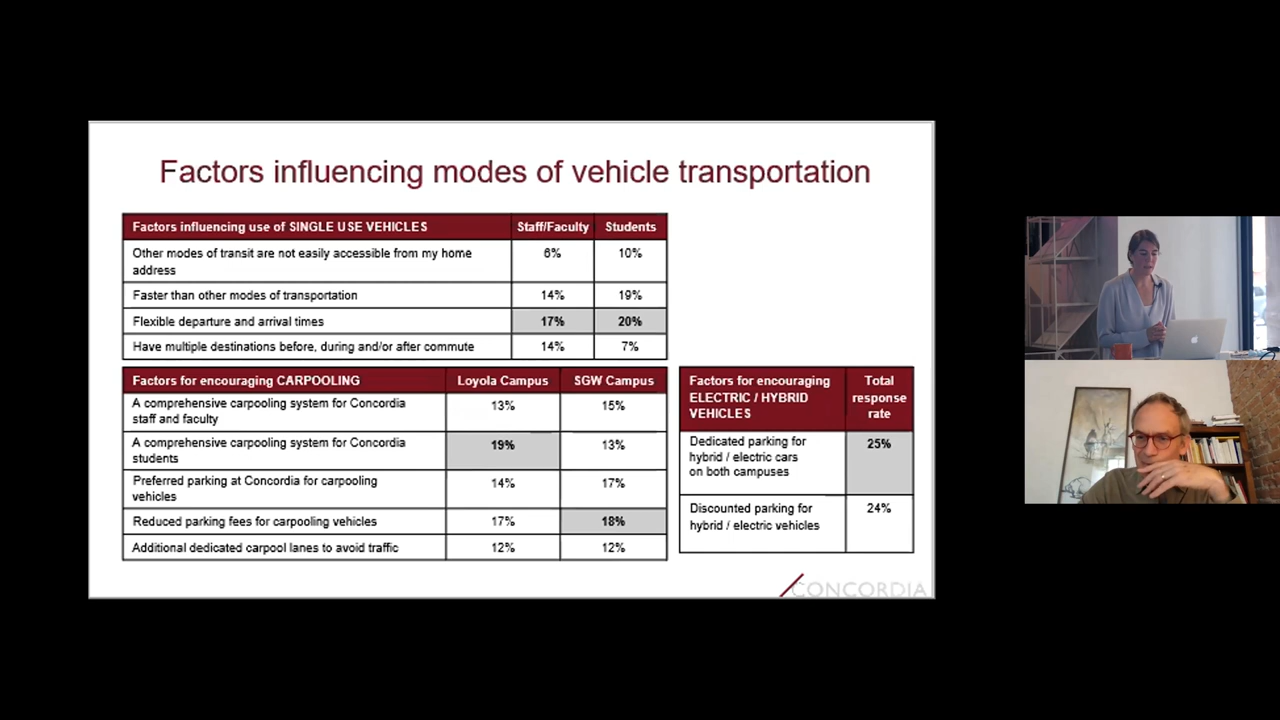 Factors influencing modes of vehicle transportation
Factors influencing use of SINGLE USE VEHICLES Staff/Faculty Students
Other modes of transit are not easily accessible from my home 6% 10%
address
Faster than other modes of transportation 14% 19%
Flexible departure and arrival times 17% 20%
Have multiple destinations before, during and/or after commute 14% 7%
Factors for encouraging CARPOOLING Loyola Campus SGW Campus
A comprehensive carpooling system for Concordia 13% 15%
staff and faculty
A comprehensive carpooling system for Concordia 19% 13%
students
Preferred parking at Concordia for carpooling 14% 17%
vehicles
Reduced parking fees for carpooling vehicles 17% 18%
Additional dedicated carpool lanes to avoid traffic 12% 12%
Factors for encouraging Total
ELECTRIC / HYBRID response
VEHICLES rate
Dedicated parking for 25%
hybrid / electric cars
on both campuses
Discounted parking for 24%
hybrid / electric vehicles
CONCORDIA